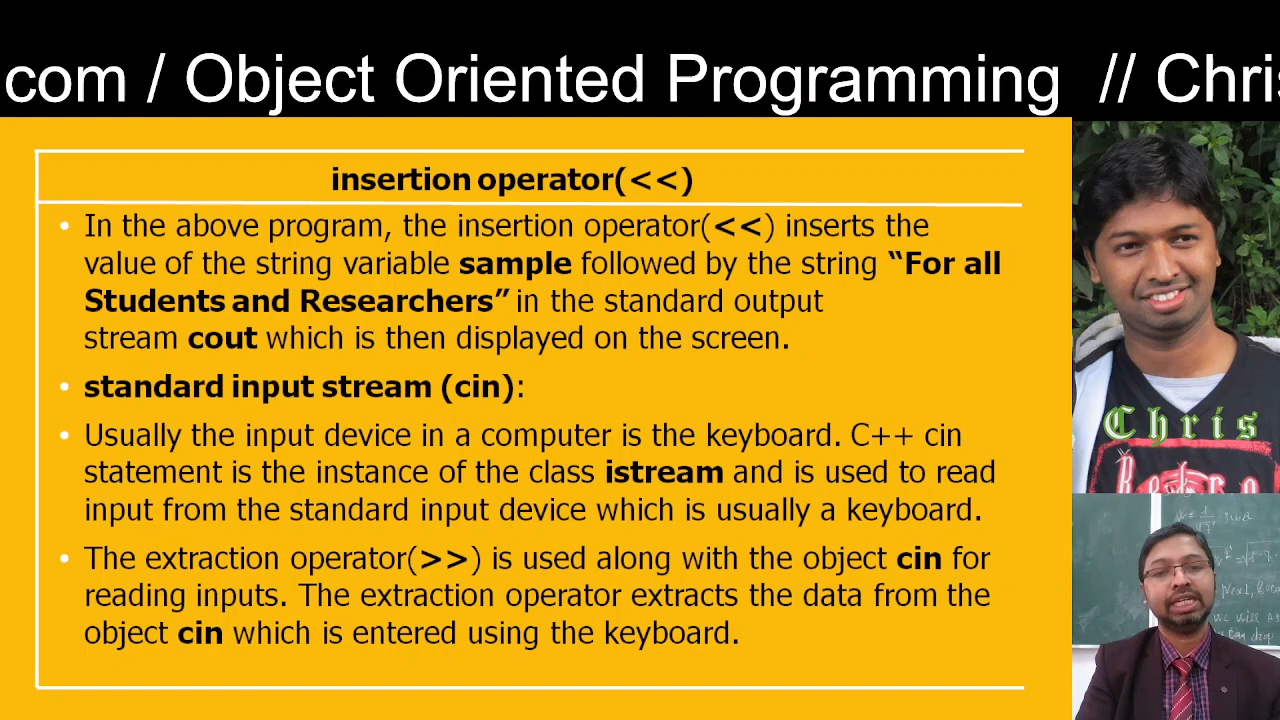 com / Object Oriented Programming // Chris
insertion operator(<<)
• In the above program, the insertion operator(<<) inserts the
value of the string variable sample followed by the string “For all
Students and Researchers” in the standard output
stream cout which is then displayed on the screen.
• standard input stream (cin):
• Usually the input device in a computer is the keyboard. C++ cin
statement is the instance of the class istream and is used to read
input from the standard input device which is usually a keyboard.
• The extraction operator(>>) is used along with the object cin for
reading inputs. The extraction operator extracts the data from the
object cin which is entered using the keyboard.
Chris